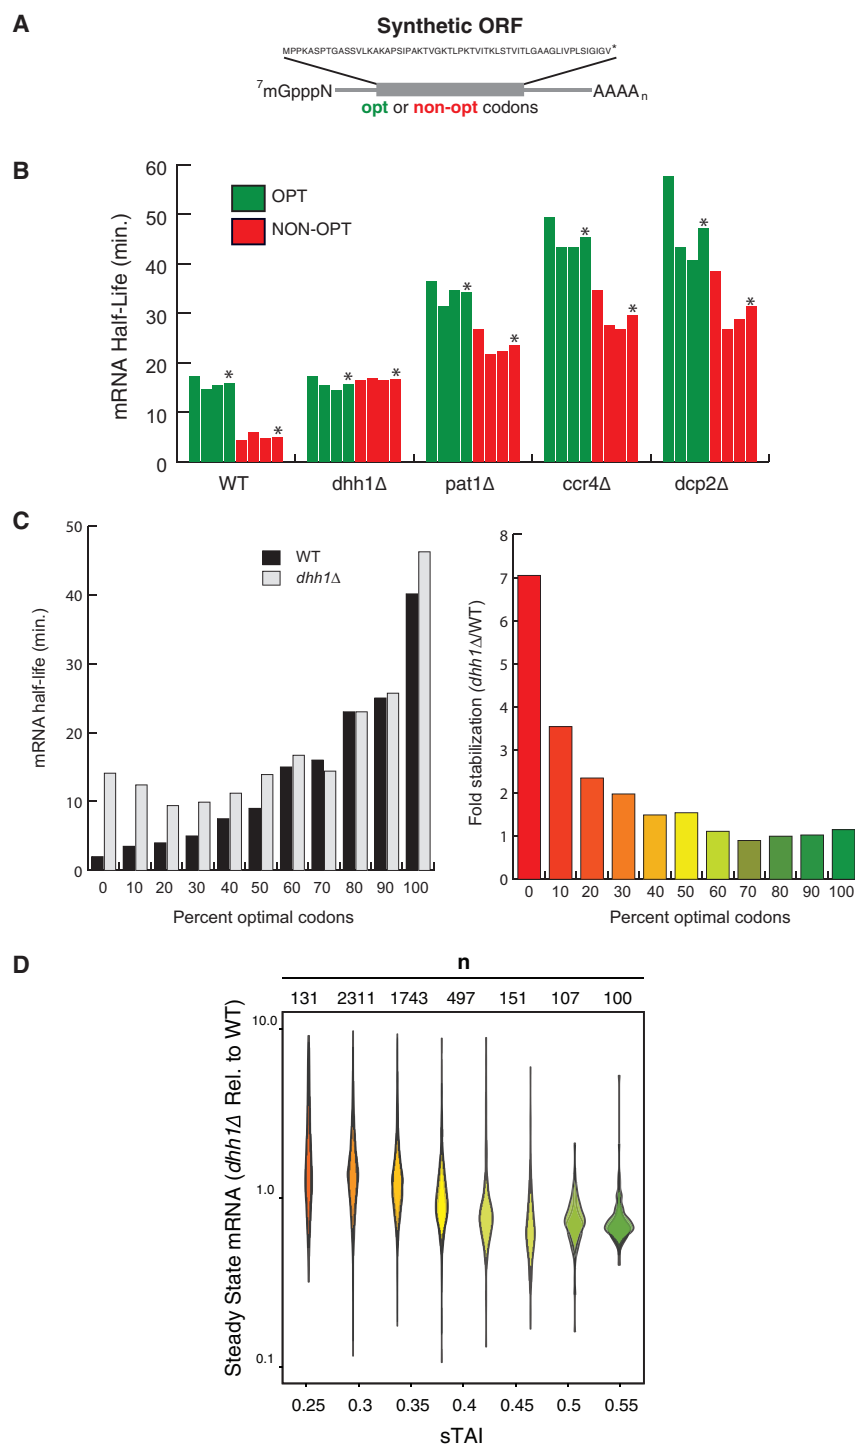 A
Synthetic ORF
MPPKASPTGASSVLKAKAPSIPAKTVGKTLPKTVITKLSTVITLGAAGLIVPLSIGIGV*
7mGpppN
AAAAn
opt or non-opt codons
B
mRNA Half-Life (min.)
60
50
40
30
20
10
0
OPT
NON-OPT
* * * * * * * * * *
WT dhh1Δ pat1Δ ccr4Δ dcp2Δ
C
mRNA half-life (min.)
50
40
30
20
10
0
WT
dhh1Δ
0 10 20 30 40 50 60 70 80 90 100
Percent optimal codons
Fold stabilization (dhh1Δ/WT)
8
7
6
5
4
3
2
1
0
0 10 20 30 40 50 60 70 80 90 100
Percent optimal codons
D
n
131 2311 1743 497 151 107 100
Steady State mRNA (dhh1Δ Rel. to WT)
10.0
1.0
0.1
0.25 0.3 0.35 0.4 0.45 0.5 0.55
sTAI